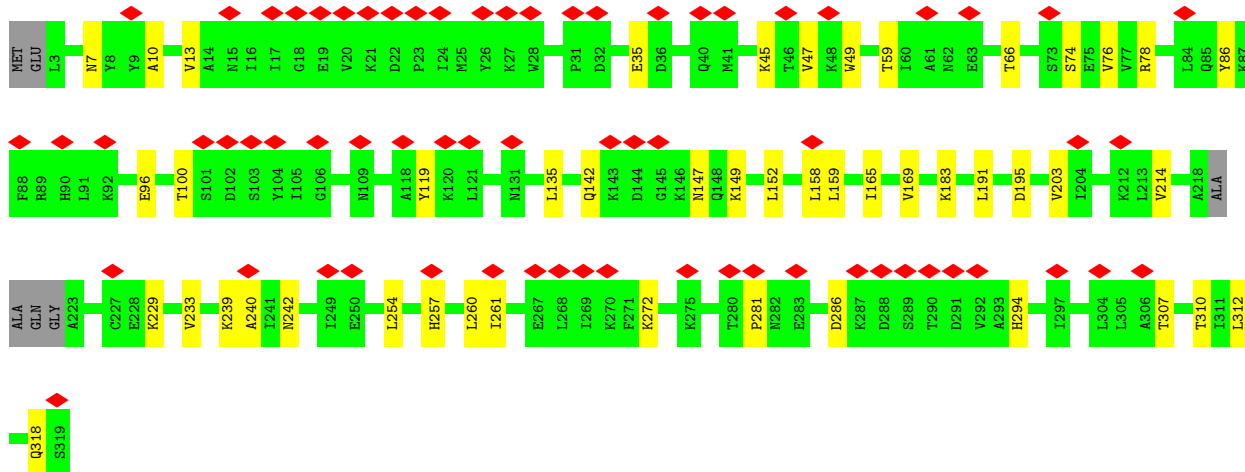 MET GLU L3 N7 Y8 Y9 A10 V13 A14 N15 I16 I17 G18 E19 V20 K21 D22 P23 I24 M25 Y26 K27 W28 P31 D32 E35 D36 Q40 M41 K45 T46 V47 K48 W49 T59 I60 A61 N62 E63 T66 S73 S74 E75 V76 V77 R78 L84 Q85 Y86 K87
F88 R89 H90 L91 K92 E96 T100 S101 D102 S103 Y104 I105 G106 N109 A118 Y119 K120 L121 N131 L135 Q142 K143 D144 G145 K146 N147 Q148 K149 L152 L158 L159 I165 V169 K183 L191 D195 V203 I204 K212 L213 V214 A218 ALA
ALA GLN GLY A223 C227 E228 K229 V233 K239 A240 I241 N242 I249 E250 L254 H257 L260 I261 E267 L268 I269 K270 F271 K272 K275 T280 P281 N282 E283 D286 K287 D288 S289 T290 D291 V292 A293 H294 I297 L304 L305 A306 T307 T310 I311 L312
Q318 S319